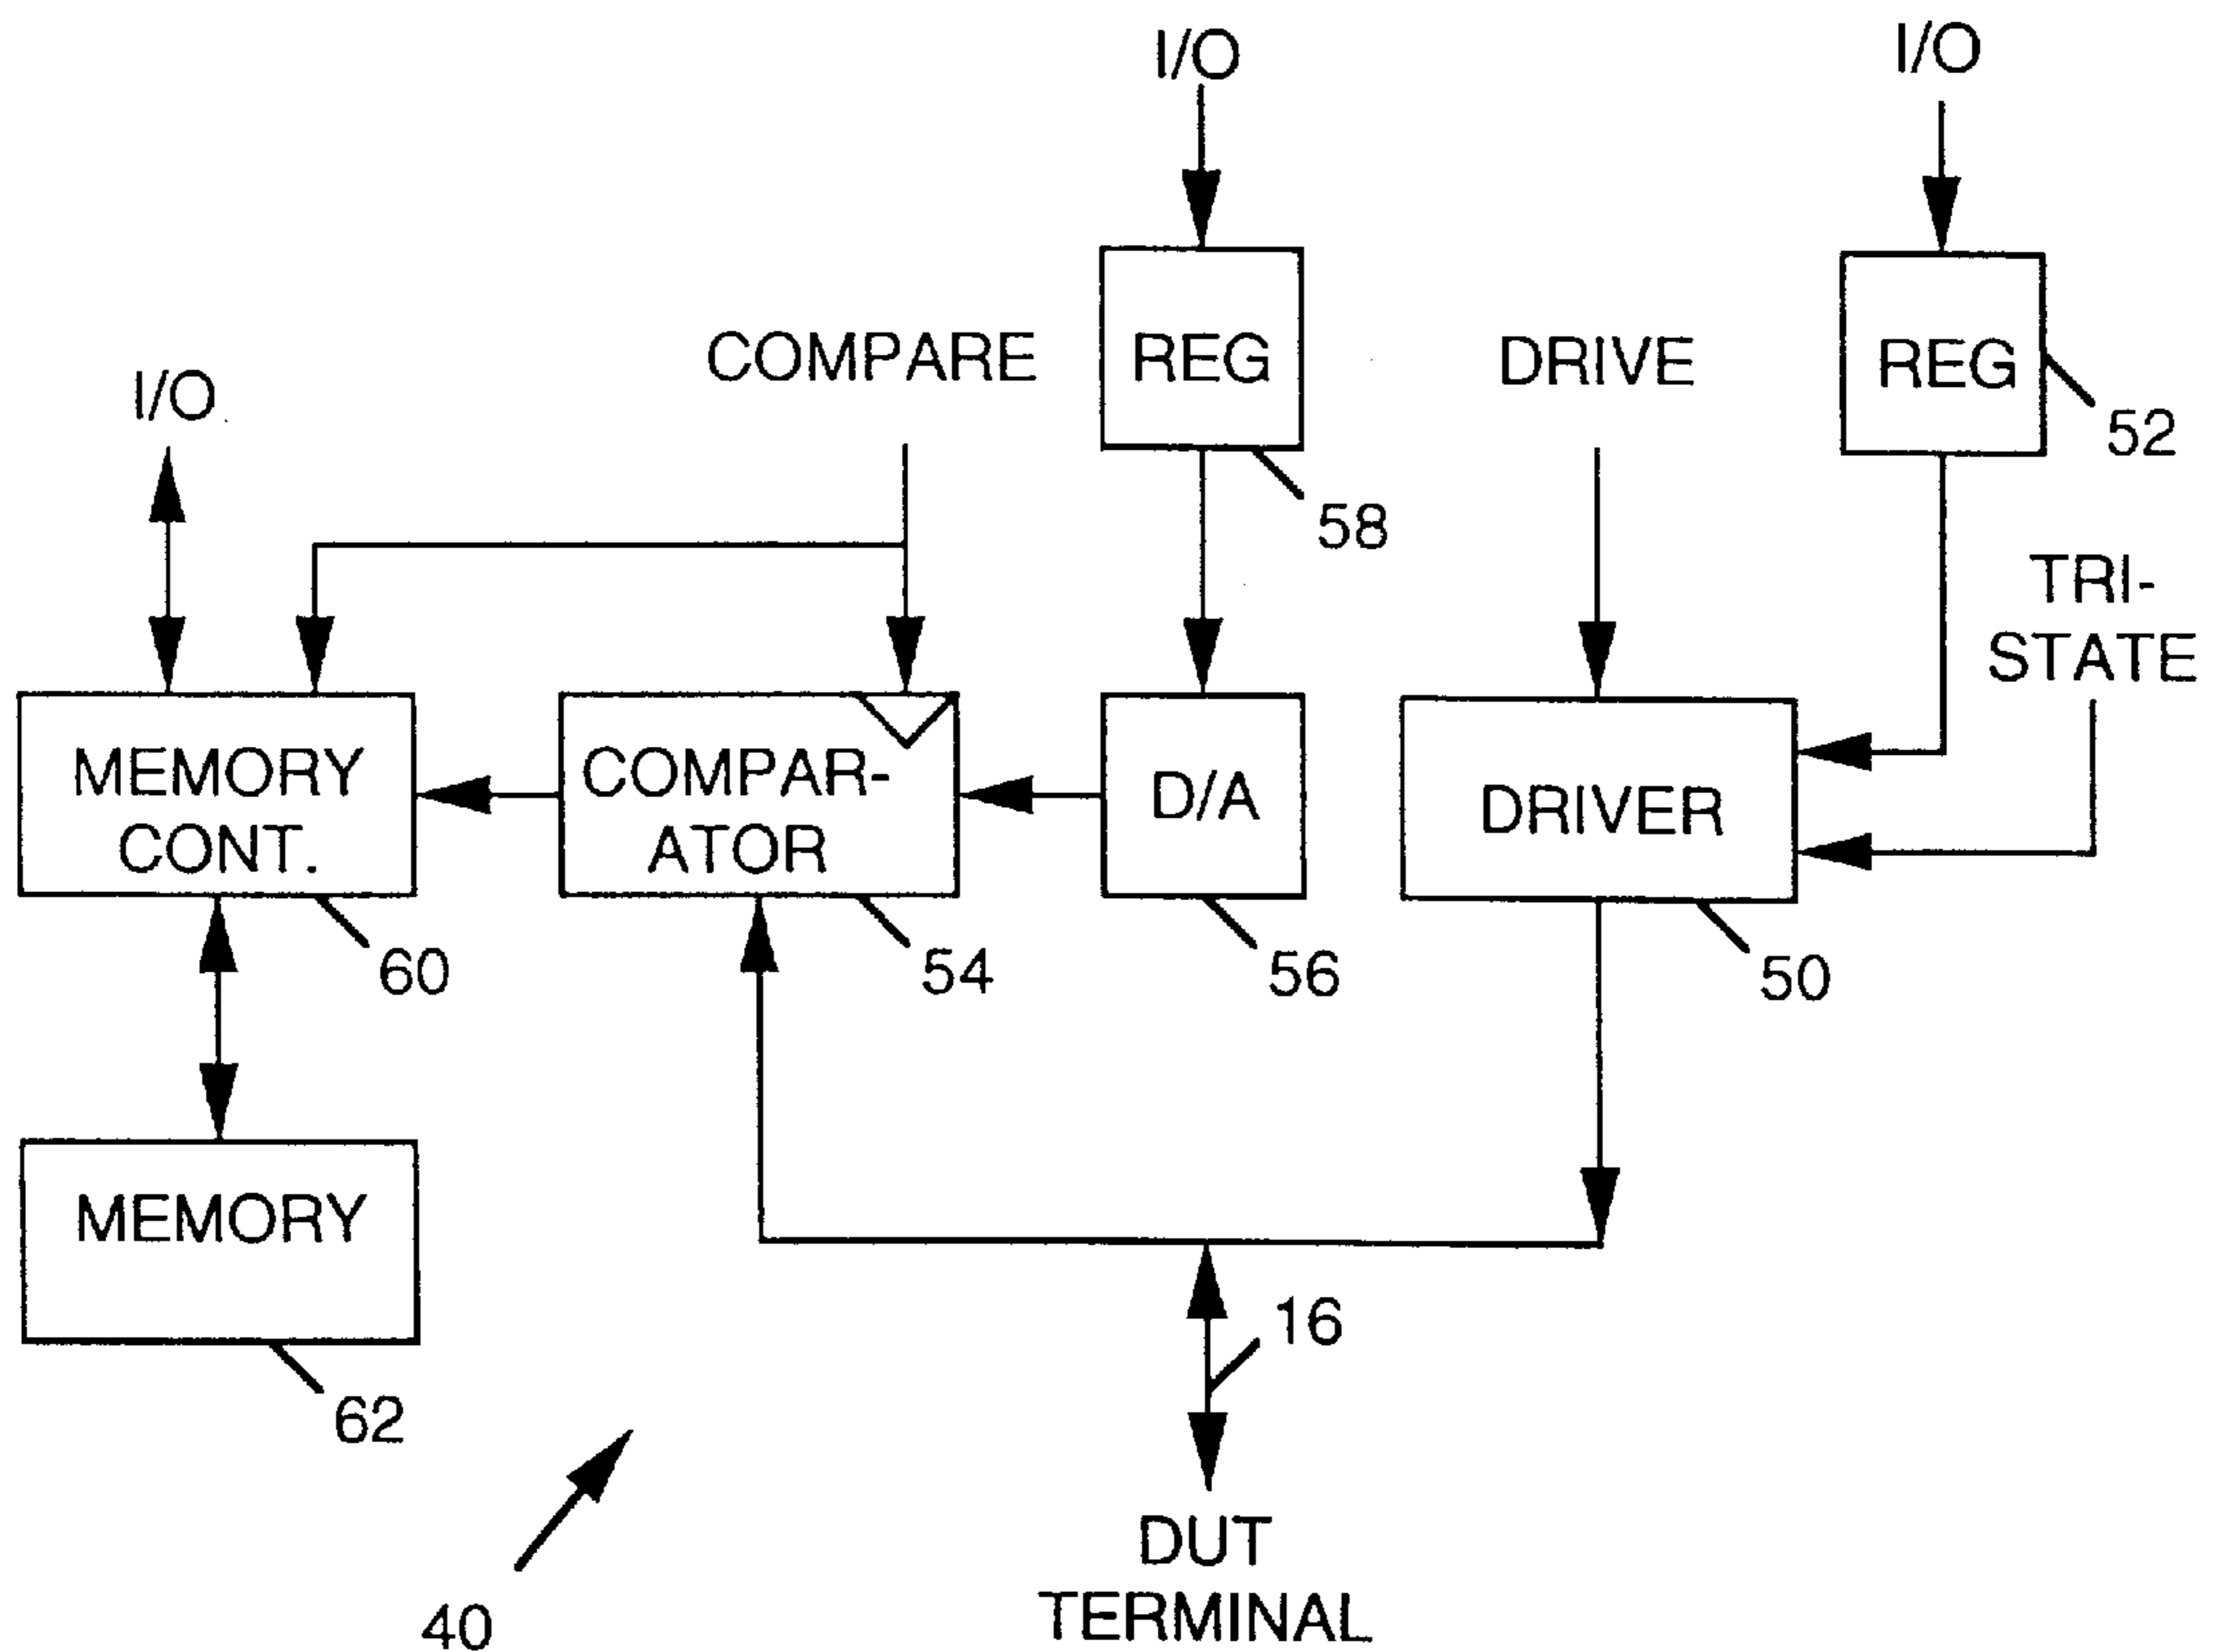 I/O
I/O
COMPARE
REG
DRIVE
REG
I/O
52
58
TRI-
STATE
MEMORY
CONT.
COMPAR-
ATOR
D/A
DRIVER
60
54
56
50
MEMORY
16
62
DUT
TERMINAL
40